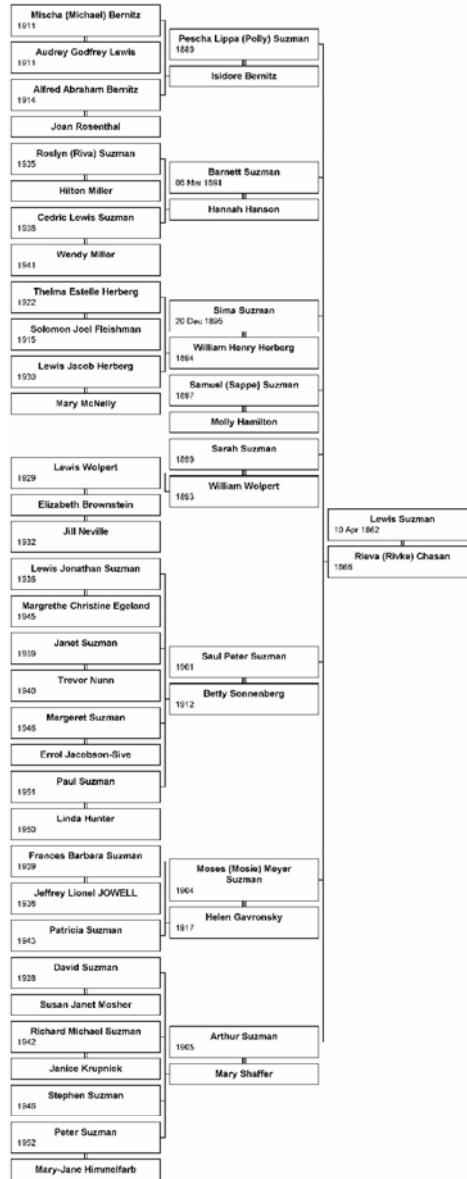 Mischa (Michael) Bernitz
1911
Audrey Godfrey Lewis
1911
Alfred Abraham Bernitz
1914
Joan Rosenthal
Roslyn (Riva) Suzman
1935
Hilton Miller
Cedric Lewis Suzman
1938
Wendy Miller
1941
Thelma Estelle Herberg
1922
Solomon Joel Fleishman
1915
Lewis Jacob Herberg
1930
Mary McNelly
Lewis Wolpert
1929
Elizabeth Brownstein
Jill Neville
1932
Lewis Jonathan Suzman
1936
Margrethe Christine Egeland
1945
Janet Suzman
1939
Trevor Nunn
1940
Margeret Suzman
1946
Errol Jacobson-Sive
Paul Suzman
1951
Linda Hunter
1950
Frances Barbara Suzman
1939
Jeffrey Lionel JOWELL
1938
Patricia Suzman
1943
David Suzman
1938
Susan Janet Mosher
Richard Michael Suzman
1942
Janice Krupnick
Stephen Suzman
1946
Peter Suzman
1952
Mary-Jane Himmelfarb
Pescha Lippa (Polly) Suzman
1889
Isidore Bernitz
Barnett Suzman
06 Mar 1891
Hannah Hanson
Sima Suzman
20 Dec 1895
William Henry Herberg
1894
Samuel (Sappe) Suzman
1897
Molly Hamilton
Sarah Suzman
1899
William Wolpert
1893
Saul Peter Suzman
1901
Betty Sonnenberg
1912
Moses (Mosie) Meyer
Suzman
1904
Helen Gavronsky
1917
Arthur Suzman
1905
Mary Shaffer
Lewis Suzman
10 Apr 1862
Rieva (Rivke) Chasan
1866